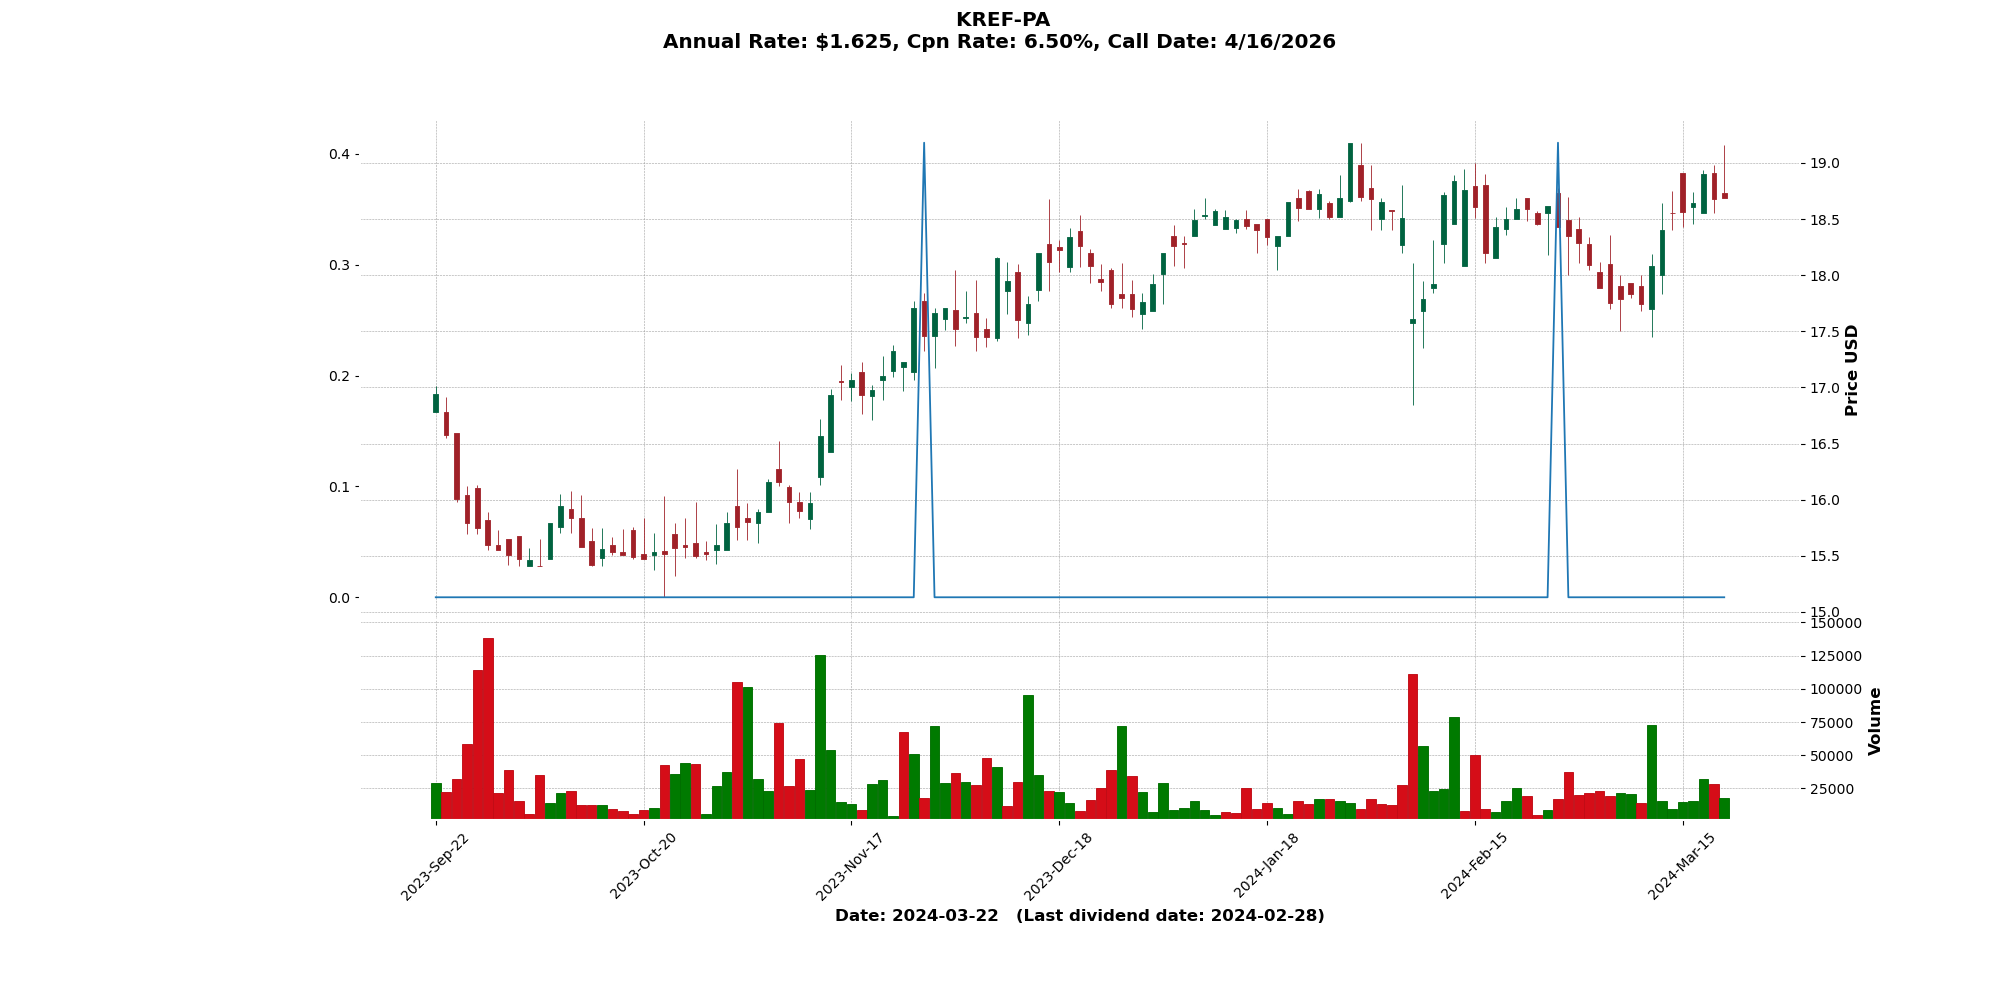 KREF-PA
Annual Rate: $1.625, Cpn Rate: 6.50%, Call Date: 4/16/2026
0.4
0.3
0.2
0.1
0.0
19.0
18.5
18.0
17.5
17.0
16.5
16.0
15.5
15.0
Price USD
150000
125000
100000
75000
50000
25000
Volume
2023-Sep-22
2023-Oct-20
2023-Nov-17
2023-Dec-18
2024-Jan-18
2024-Feb-15
2024-Mar-15
Date: 2024-03-22 (Last dividend date: 2024-02-28)